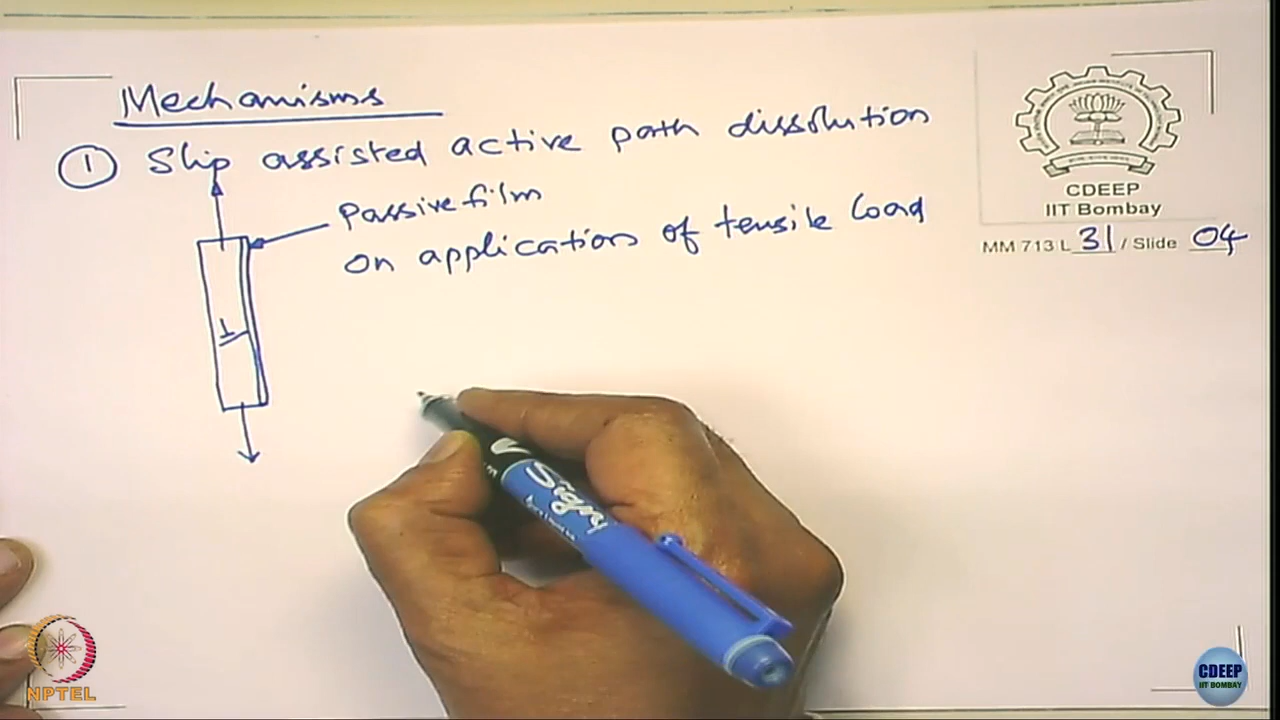 Mechanisms
① Slip assisted active path dissolution
Passive film
on application of tensile load
CDEEP
IIT Bombay
MM 713 L 31 / Slide 04
Signy
NPTEL
CDEEP
IIT BOMBAY